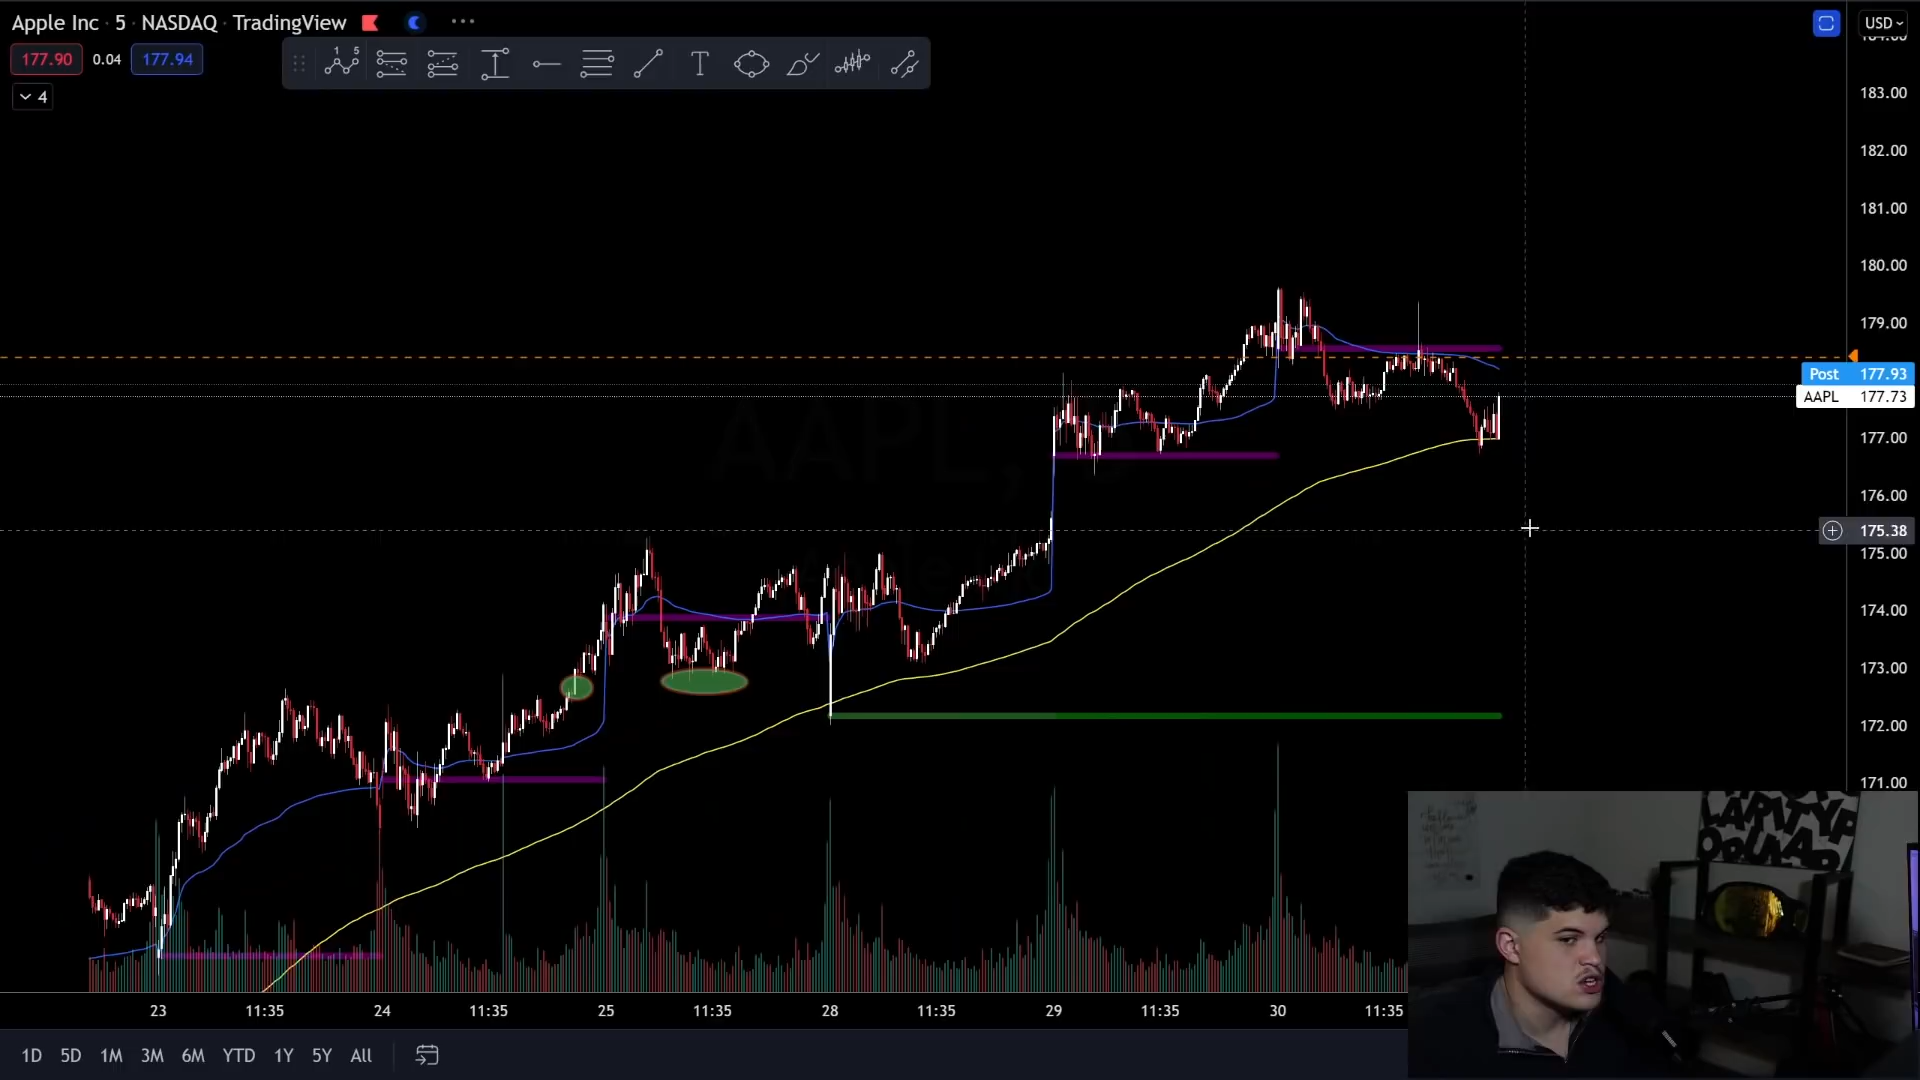 Apple Inc · 5 · NASDAQ · TradingView
USD
177.90 0.04 177.94
4
1 5
T
183.00
182.00
181.00
180.00
179.00
Post 177.93
AAPL 177.73
177.00
176.00
175.38
175.00
174.00
173.00
172.00
171.00
23 11:35 24 11:35 25 11:35 28 11:35 29 11:35 30 11:35
1D 5D 1M 3M 6M YTD 1Y 5Y All